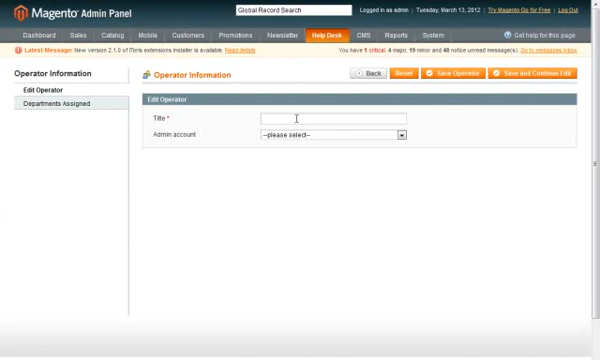 Magento Admin Panel
Global Record Search
Logged in as admin | Tuesday, March 13, 2012 | Try Magento Go for Free | Log Out
Dashboard Sales Catalog Mobile Customers Promotions Newsletter Help Desk CMS Reports System Get help for this page
Latest Message: New version 2.1.0 of IToris extensions installer is available. Read details You have 1 critical, 4 major, 19 minor and 48 notice unread message(s). Go to messages inbox
Operator Information
Edit Operator
Departments Assigned
Operator Information
Back Reset Save Operator Save and Continue Edit
Edit Operator
Title *
Admin account --please select--